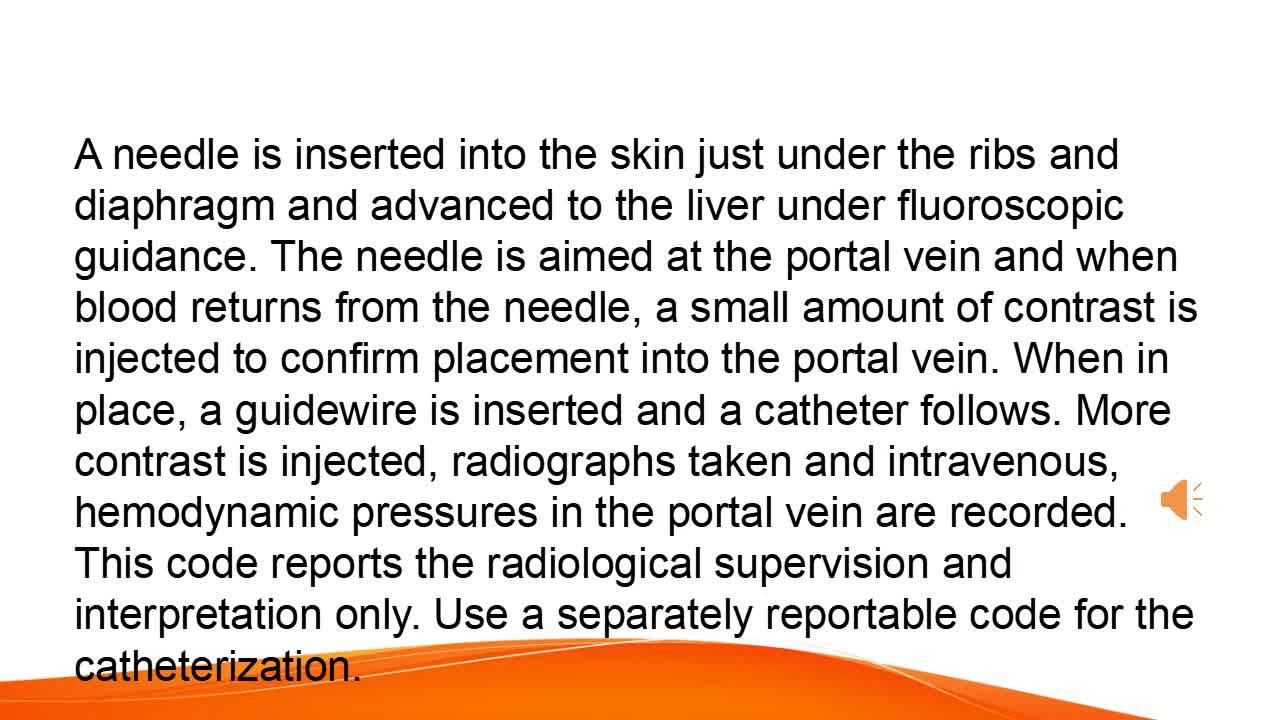 A needle is inserted into the skin just under the ribs and
diaphragm and advanced to the liver under fluoroscopic
guidance. The needle is aimed at the portal vein and when
blood returns from the needle, a small amount of contrast is
injected to confirm placement into the portal vein. When in
place, a guidewire is inserted and a catheter follows. More
contrast is injected, radiographs taken and intravenous,
hemodynamic pressures in the portal vein are recorded.
This code reports the radiological supervision and
interpretation only. Use a separately reportable code for the
catheterization.